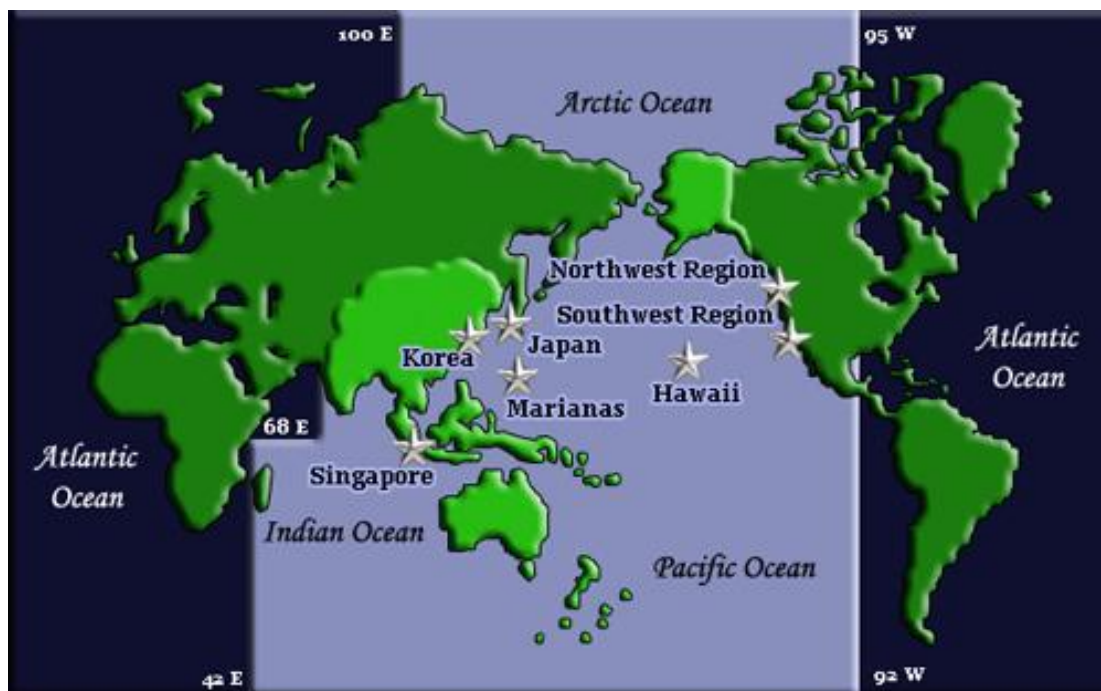 100 E
95 W
Arctic Ocean
Northwest Region
Southwest Region
Korea
Japan
Hawaii
Marianas
Atlantic
Ocean
68 E
Atlantic
Ocean
Singapore
Indian Ocean
Pacific Ocean
42 E
92 W